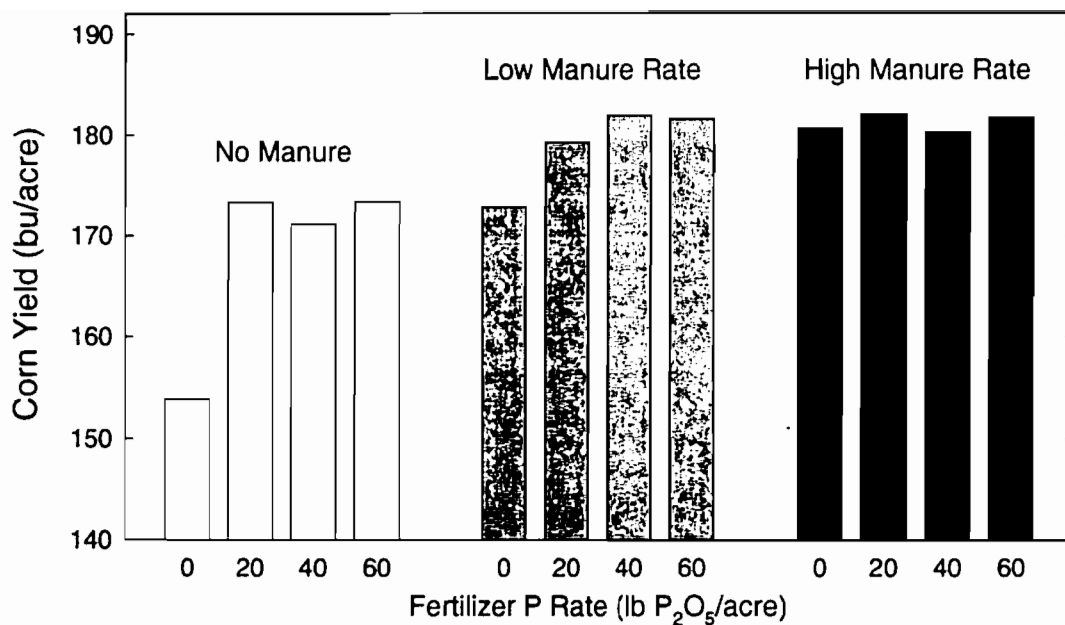 Corn Yield (bu/acre)
190
180
170
160
150
140
No Manure
Low Manure Rate
High Manure Rate
0 20 40 60 0 20 40 60 0 20 40 60
Fertilizer P Rate (lb P₂O₅/acre)